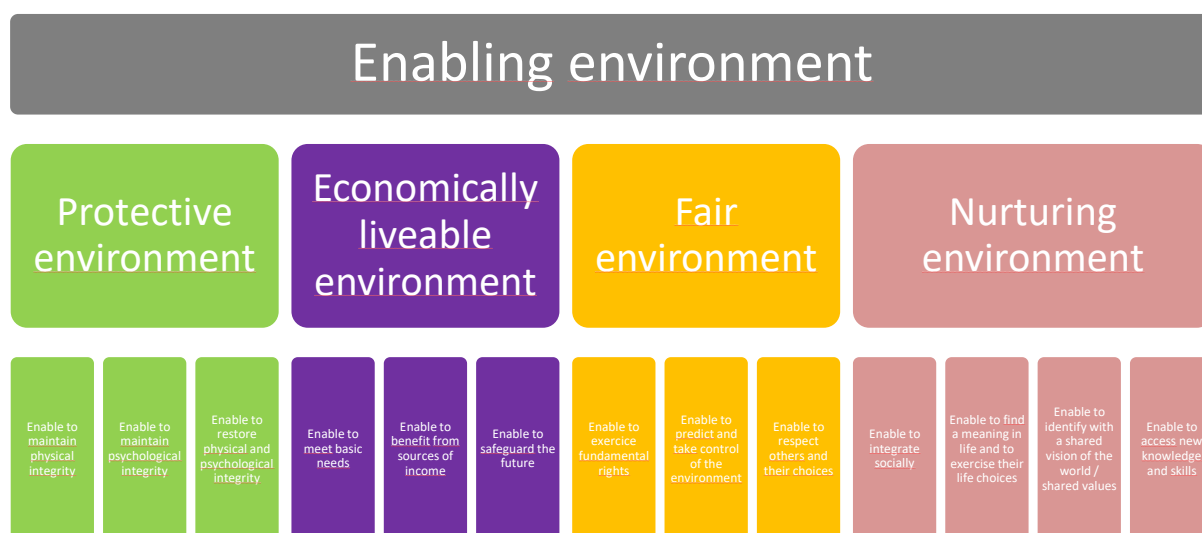 Enabling environment
Protective
environment
Economically
liveable
environment
Fair
environment
Nurturing
environment
Enable to
maintain
physical
integrity
Enable to
maintain
psychological
integrity
Enable to
restore
physical and
psychological
integrity
Enable to
meet basic
needs
Enable to
benefit from
sources of
income
Enable to
safeguard the
future
Enable to
exercice
fundamental
rights
Enable to
predict and
take control
of the
environment
Enable to
respect
others and
their choices
Enable to
integrate
socially
Enable to find
a meaning in
life and to
exercise their
life choices
Enable to
identify with
a shared
vision of the
world /
shared values
Enable to
access new
knowledge
and skills